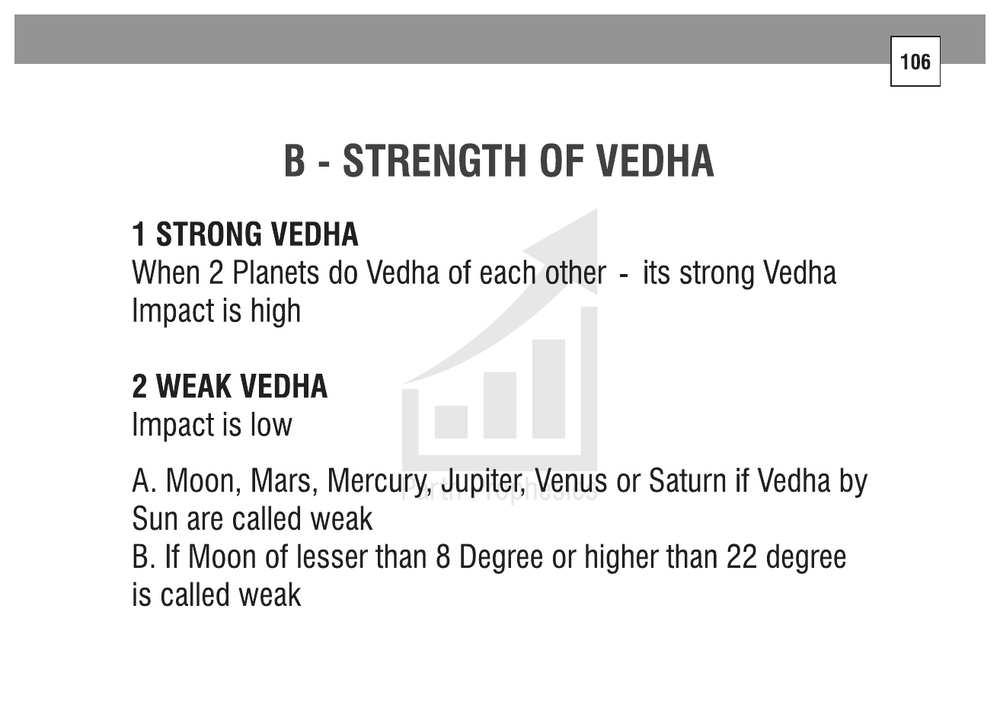 106
B - STRENGTH OF VEDHA
1 STRONG VEDHA
When 2 Planets do Vedha of each other - its strong Vedha
Impact is high
2 WEAK VEDHA
Impact is low
A. Moon, Mars, Mercury, Jupiter, Venus or Saturn if Vedha by
Sun are called weak
B. If Moon of lesser than 8 Degree or higher than 22 degree
is called weak